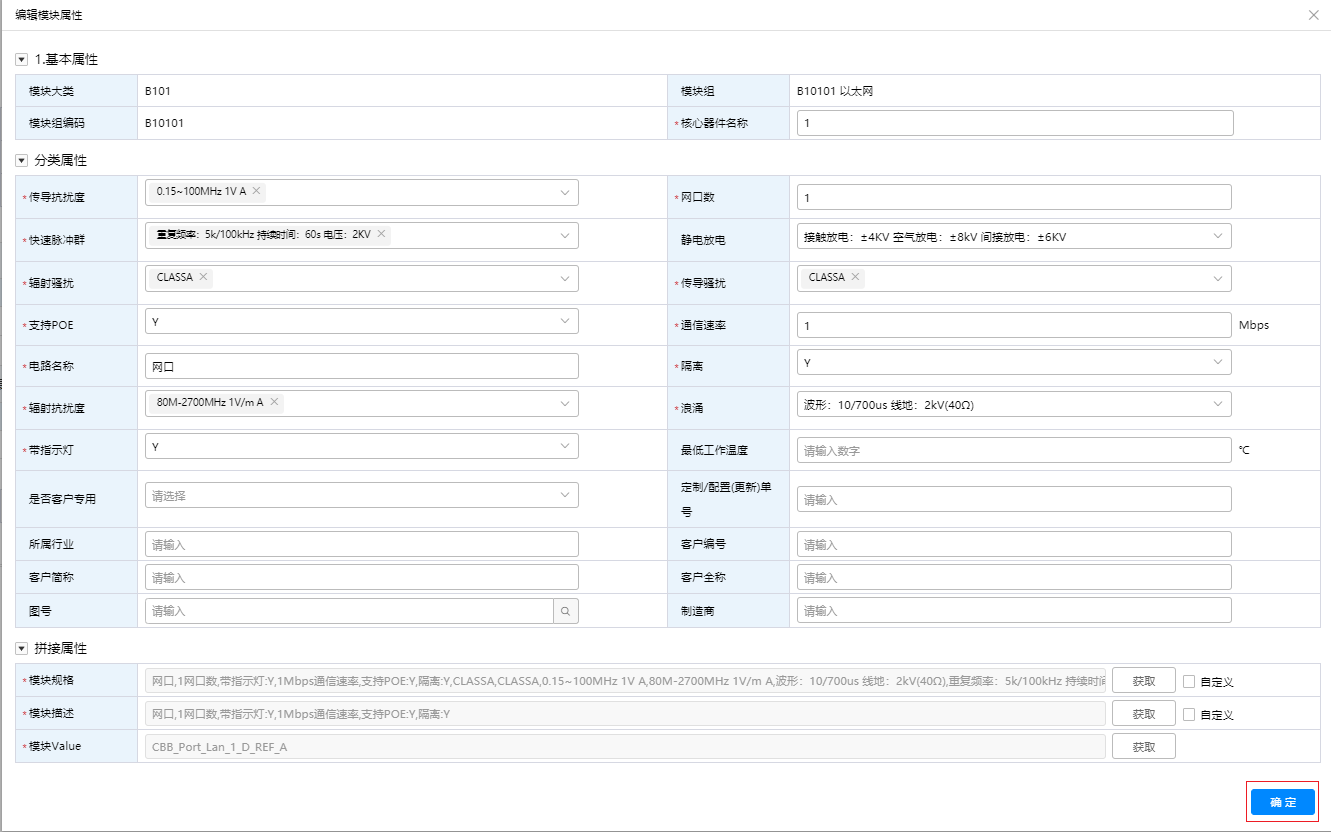 编辑模块属性
1.基本属性
模块大类 B101 模块组 B10101 以太网
模块组编码 B10101 *核心器件名称 1
分类属性
*传导抗扰度 0.15~100MHz 1V A *网口数 1
*快速脉冲群 重复频率：5k/100kHz 持续时间：60s 电压：2KV 静电放电 接触放电：±4KV 空气放电：±8kV 间接放电：±6KV
*辐射骚扰 CLASSA *传导骚扰 CLASSA
*支持POE Y *通信速率 1 Mbps
*电路名称 网口 *隔离 Y
*辐射抗扰度 80M-2700MHz 1V/m A *浪涌 波形：10/700us 线地：2kV(40Ω)
*带指示灯 Y 最低工作温度 请输入数字 ℃
是否客户专用 请选择 定制/配置(更新)单
号 请输入
所属行业 请输入 客户编号 请输入
客户简称 请输入 客户全称 请输入
图号 请输入 制造商 请输入
拼接属性
*模块规格 网口,1网口数,带指示灯:Y,1Mbps通信速率,支持POE:Y,隔离:Y,CLASSA,CLASSA,0.15~100MHz 1V A,80M-2700MHz 1V/m A,波形：10/700us 线地：2kV(40Ω),重复频率：5k/100kHz 持续时间 获取 自定义
*模块描述 网口,1网口数,带指示灯:Y,1Mbps通信速率,支持POE:Y,隔离:Y 获取 自定义
*模块Value CBB_Port_Lan_1_D_REF_A 获取
确 定